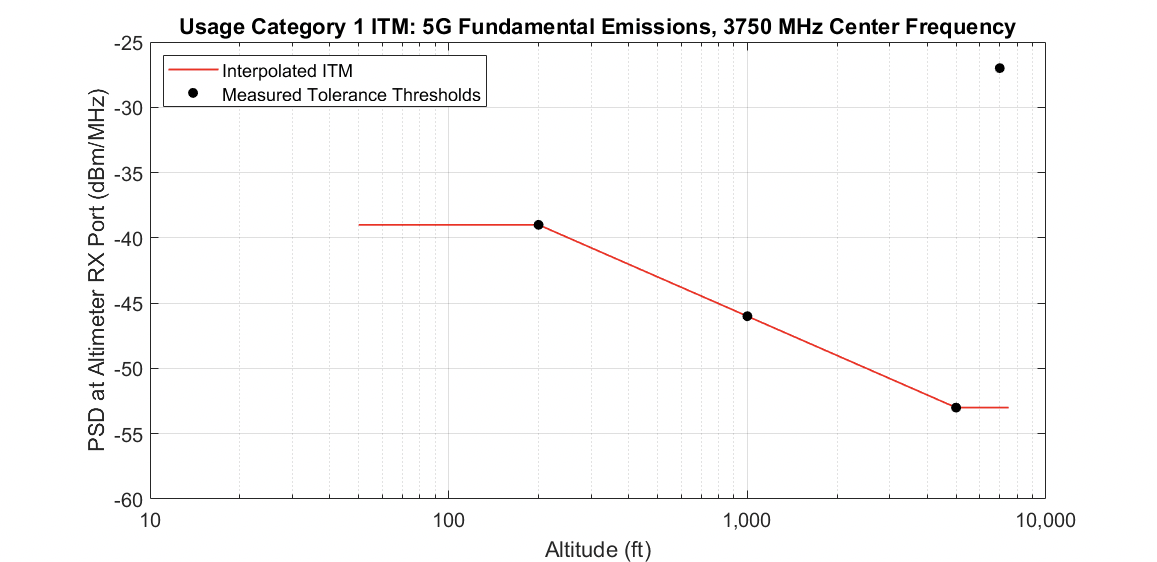 Usage Category 1 ITM: 5G Fundamental Emissions, 3750 MHz Center Frequency
Interpolated ITM
Measured Tolerance Thresholds
PSD at Altimeter RX Port (dBm/MHz)
-25
-30
-35
-40
-45
-50
-55
-60
10
100
1,000
10,000
Altitude (ft)